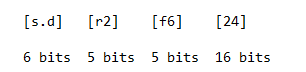 [s.d] [r2] [f6] [24]
6 bits 5 bits 5 bits 16 bits